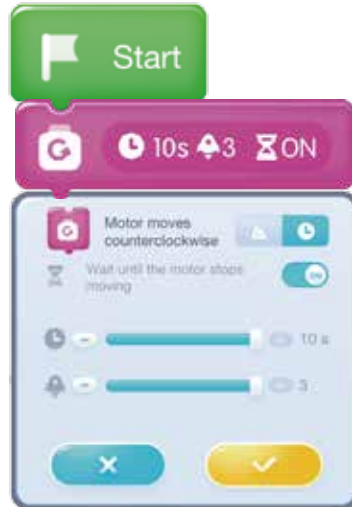 Start
10s 3 ON
Motor moves
counterclockwise
Wait until the motor stops
moving
ON
10 s
3